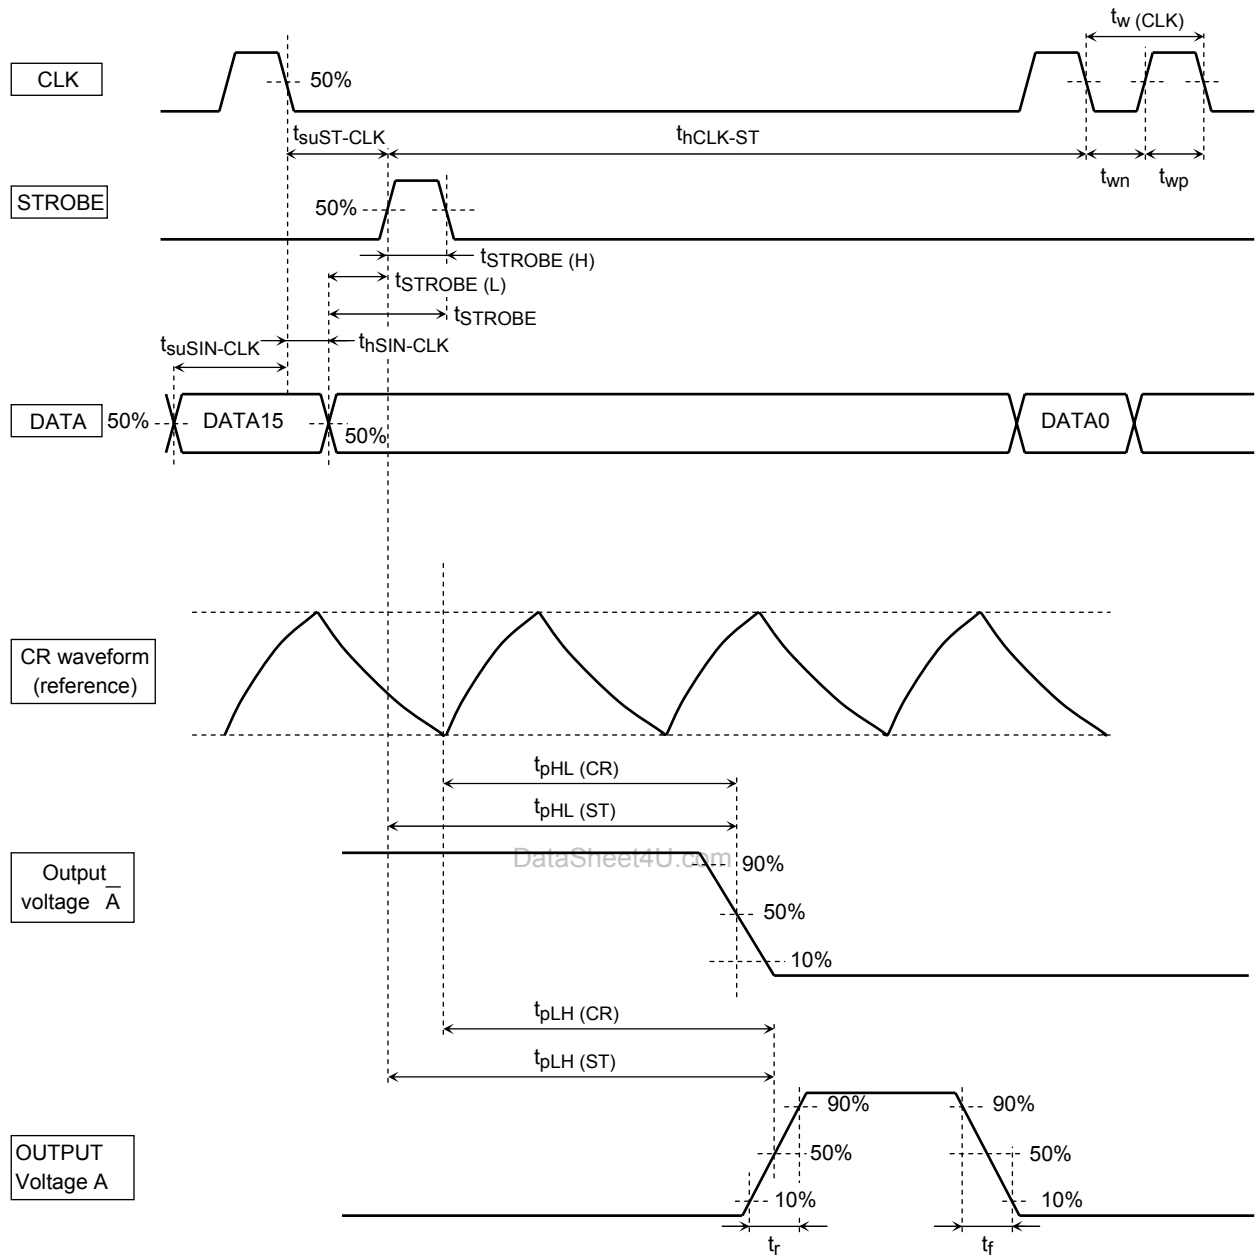 tw (CLK)
CLK
50%
tsuST-CLK
thCLK-ST
twn
twp
STROBE
50%
tSTROBE (H)
tSTROBE (L)
tSTROBE
tsuSIN-CLK
thSIN-CLK
DATA
50%
DATA15
50%
DATA0
CR waveform
(reference)
tpHL (CR)
tpHL (ST)
DataSheet4U.com
90%
Output
voltage A̅
50%
10%
tpLH (CR)
tpLH (ST)
90%
90%
OUTPUT
Voltage A
50%
50%
10%
10%
tr
tf